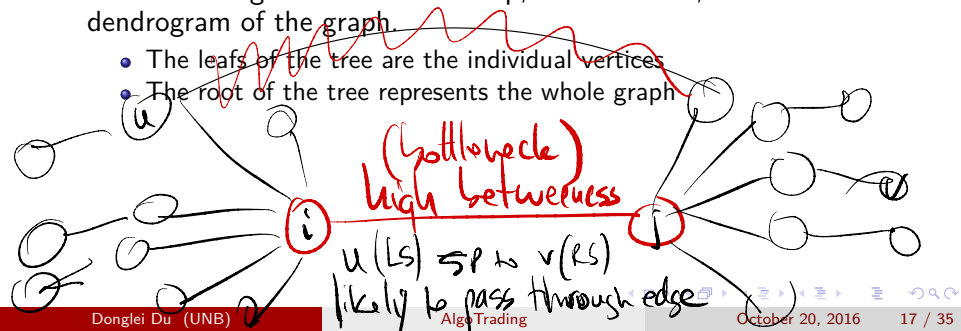 dendrogram of the graph.
The leafs of the tree are the individual vertices
The root of the tree represents the whole graph
u
(bottleneck)
high betweeness
i
j
u (LS) SP to v (RS)
likely to pass through edge
v
Donglei Du (UNB)
AlgoTrading
October 20, 2016
17 / 35